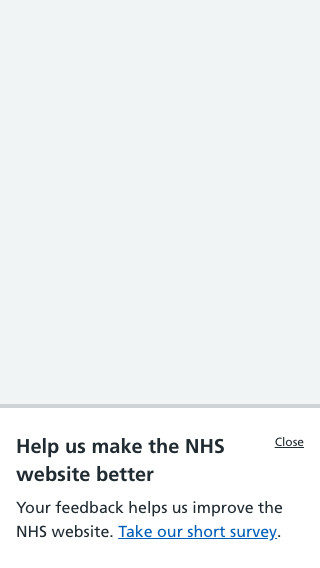 Help us make the NHS
website better
Close
Your feedback helps us improve the
NHS website. Take our short survey.